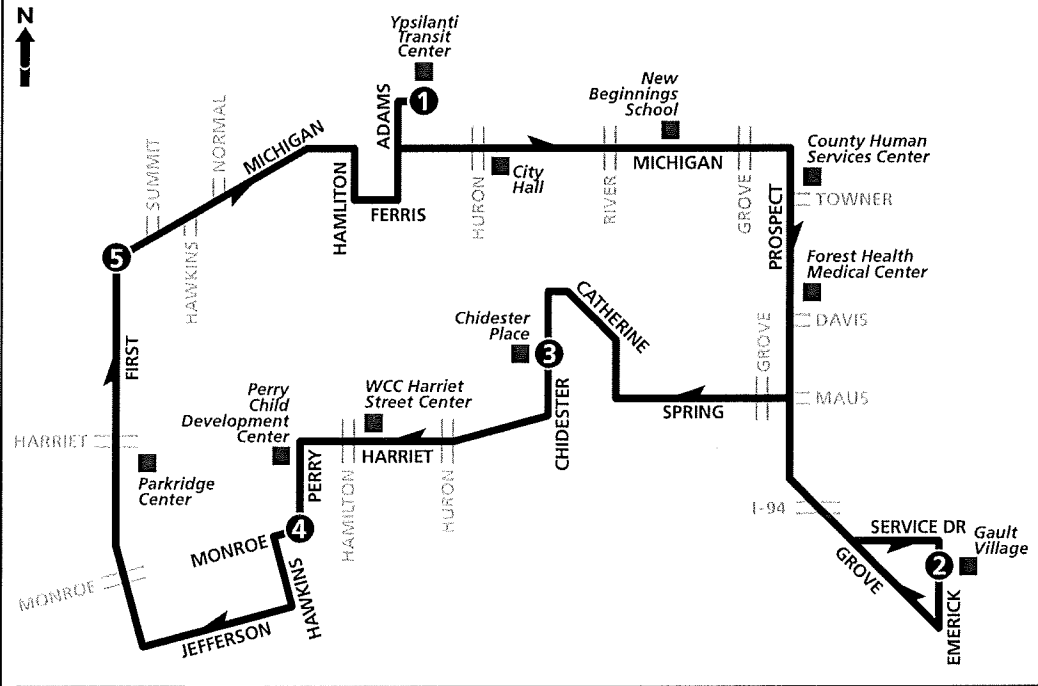 N
Ypsilanti
Transit
Center
1
ADAMS
New
Beginnings
School
NORMAL
SUMMIT
MICHIGAN
HAMILTON
FERRIS
HURON
City
Hall
RIVER
MICHIGAN
GROVE
County Human
Services Center
TOWNER
PROSPECT
5
HAWKINS
Forest Health
Medical Center
CATHERINE
Chidester
Place
3
DAVIS
GROVE
FIRST
WCC Harriet
Street Center
Perry
Child
Development
Center
CHIDESTER
SPRING
MAUS
HARRIET
HARRIET
Parkridge
Center
PERRY
HAMILTON
HURON
I-94
4
MONROE
SERVICE DR
Gault
Village
2
GROVE
MONROE
HAWKINS
JEFFERSON
EMERICK